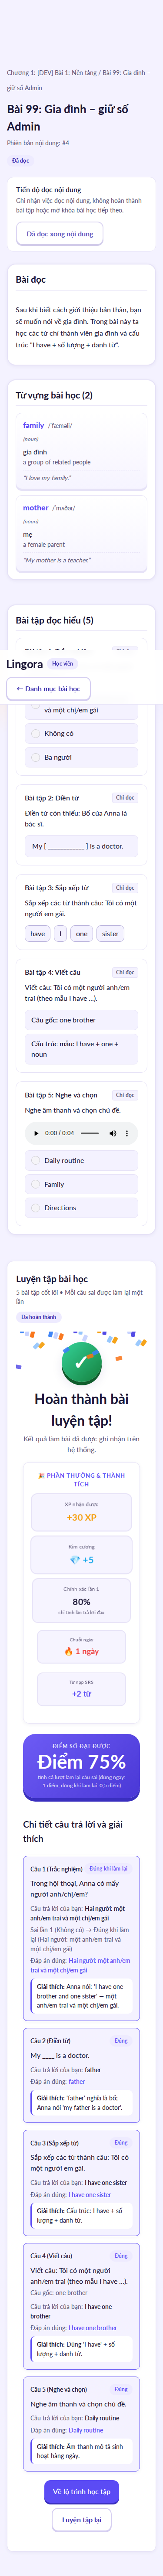 Chương 1: [DEV] Bài 1: Nền tảng / Bài 99: Gia đình –
giữ số Admin
Bài 99: Gia đình – giữ số
Admin
Phiên bản nội dung: #4
Đã đọc
Tiến độ đọc nội dung
Ghi nhận việc đọc nội dung, không hoàn thành
bài tập hoặc mở khóa bài học tiếp theo.
Đã đọc xong nội dung
Bài đọc
Sau khi biết cách giới thiệu bản thân, bạn
sẽ muốn nói về gia đình. Trong bài này ta
học các từ chỉ thành viên gia đình và cấu
trúc "I have + số lượng + danh từ".
Từ vựng bài học (2)
family /ˈfæməli/
(noun)
gia đình
a group of related people
"I love my family."
mother /ˈmʌðər/
(noun)
mẹ
a female parent
"My mother is a teacher."
Bài tập đọc hiểu (5)
Lingora Học viên
← Danh mục bài học
và một chị/em gái
Không có
Ba người
Bài tập 2: Điền từ Chỉ đọc
Điền từ còn thiếu: Bố của Anna là
bác sĩ.
My [ __________ ] is a doctor.
Bài tập 3: Sắp xếp từ Chỉ đọc
Sắp xếp các từ thành câu: Tôi có một
người em gái.
have I one sister
Bài tập 4: Viết câu Chỉ đọc
Viết câu: Tôi có một người anh/em
trai (theo mẫu I have ...).
Câu gốc: one brother
Cấu trúc mẫu: I have + one +
noun
Bài tập 5: Nghe và chọn Chỉ đọc
Nghe âm thanh và chọn chủ đề.
0:00 / 0:04
Daily routine
Family
Directions
Luyện tập bài học
5 bài tập cốt lõi • Mỗi câu sai được làm lại một
lần
Đã hoàn thành
✓
Hoàn thành bài
luyện tập!
Kết quả làm bài đã được ghi nhận trên
hệ thống.
🎉 PHẦN THƯỞNG & THÀNH
TÍCH
XP nhận được
+30 XP
Kim cương
💎 +5
Chính xác lần 1
80%
chỉ tính lần trả lời đầu
Chuỗi ngày
🔥 1 ngày
Từ nạp SRS
+2 từ
ĐIỂM SỐ ĐẠT ĐƯỢC
Điểm 75%
tính cả lượt làm lại câu sai (đúng ngay:
1 điểm, đúng khi làm lại: 0,5 điểm)
Chi tiết câu trả lời và giải
thích
Câu 1 (Trắc nghiệm) Đúng khi làm lại
Trong hội thoại, Anna có mấy
người anh/chị/em?
Câu trả lời của bạn: Hai người: một
anh/em trai và một chị/em gái
Sai lần 1 (Không có) → Đúng khi làm
lại (Hai người: một anh/em trai và
một chị/em gái)
Đáp án đúng: Hai người: một anh/em
trai và một chị/em gái
Giải thích: Anna nói: 'I have one
brother and one sister' — một
anh/em trai và một chị/em gái.
Câu 2 (Điền từ) Đúng
My ____ is a doctor.
Câu trả lời của bạn: father
Đáp án đúng: father
Giải thích: 'father' nghĩa là bố;
Anna nói 'my father is a doctor'.
Câu 3 (Sắp xếp từ) Đúng
Sắp xếp các từ thành câu: Tôi có
một người em gái.
Câu trả lời của bạn: I have one sister
Đáp án đúng: I have one sister
Giải thích: Cấu trúc: I have + số
lượng + danh từ.
Câu 4 (Viết câu) Đúng
Viết câu: Tôi có một người
anh/em trai (theo mẫu I have ...).
Câu gốc: one brother
Câu trả lời của bạn: I have one
brother
Đáp án đúng: I have one brother
Giải thích: Dùng 'I have' + số
lượng + danh từ.
Câu 5 (Nghe và chọn) Đúng
Nghe âm thanh và chọn chủ đề.
Câu trả lời của bạn: Daily routine
Đáp án đúng: Daily routine
Giải thích: Âm thanh mô tả sinh
hoạt hàng ngày.
Về lộ trình học tập
Luyện tập lại